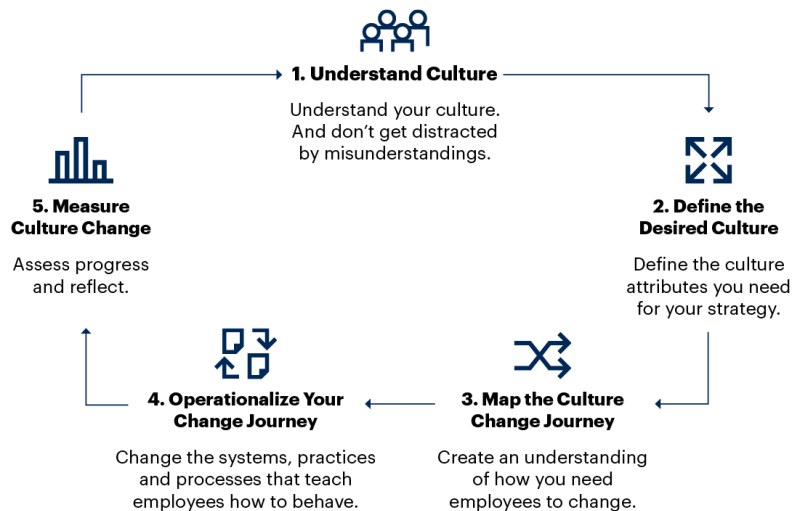 1. Understand Culture
Understand your culture.
And don’t get distracted
by misunderstandings.
2. Define the
Desired Culture
Define the culture
attributes you need
for your strategy.
3. Map the Culture
Change Journey
Create an understanding
of how you need
employees to change.
4. Operationalize Your
Change Journey
Change the systems, practices
and processes that teach
employees how to behave.
5. Measure
Culture Change
Assess progress
and reflect.